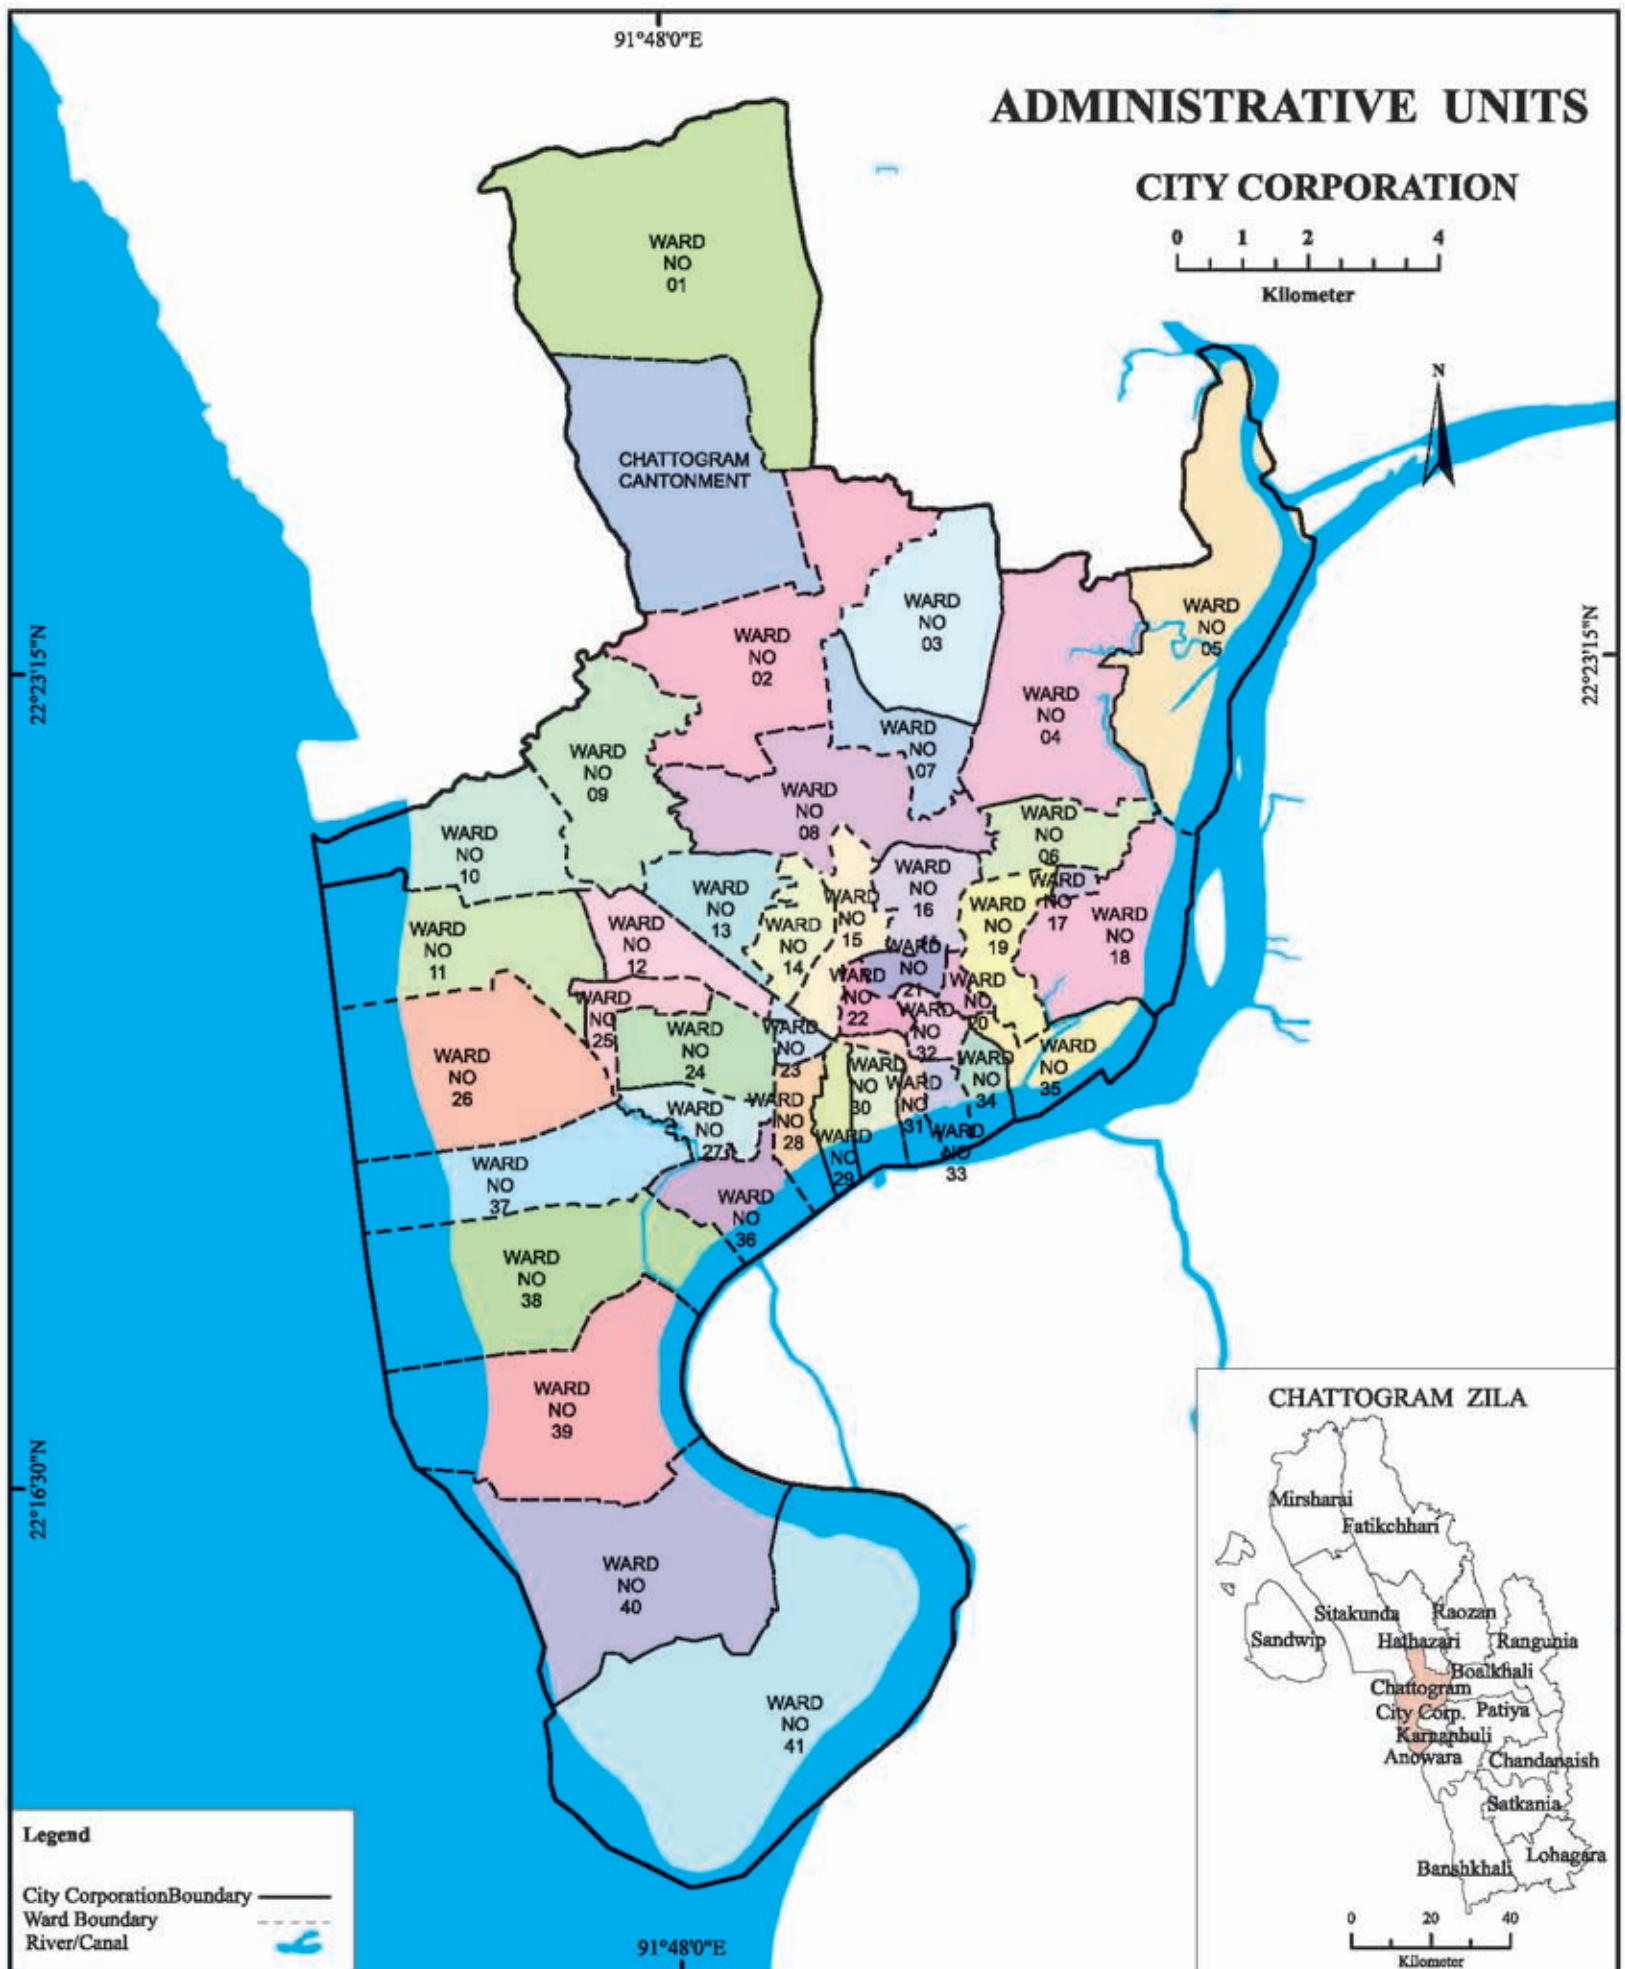 91°48'0"E
ADMINISTRATIVE UNITS
CITY CORPORATION
0 1 2 4
Kilometer
N
WARD
NO
01
CHATTOGRAM
CANTONMENT
WARD
NO
03
WARD
NO
05
WARD
NO
02
22°23'15"N
22°23'15"N
WARD
NO
04
WARD
NO
07
WARD
NO
09
WARD
NO
08
WARD
NO
06
WARD
NO
10
WARD
NO
16
WARD
NO
17
WARD
NO
13
WARD
NO
15
WARD
NO
19
WARD
NO
18
WARD
NO
12
WARD
NO
14
WARD
NO
11
WARD
NO
21
WARD
NO
22
WARD
NO
20
WARD
NO
25
WARD
NO
32
WARD
NO
24
WARD
NO
23
WARD
NO
35
WARD
NO
34
WARD
NO
26
WARD
NO
30
WARD
NO
31
WARD
NO
28
WARD
NO
27
WARD
NO
33
WARD
NO
29
WARD
NO
37
WARD
NO
36
WARD
NO
38
WARD
NO
39
22°16'30"N
WARD
NO
40
WARD
NO
41
CHATTOGRAM ZILA
Mirsharai
Fatikchhari
Sitakunda
Raozan
Sandwip
Hathazari
Rangunia
Boalkhali
Chattogram
City Corp.
Patiya
Karnaphuli
Anowara
Chandanaish
Satkania
Lohagara
Banshkhali
0 20 40
Kilometer
Legend
City CorporationBoundary
Ward Boundary
River/Canal
91°48'0"E